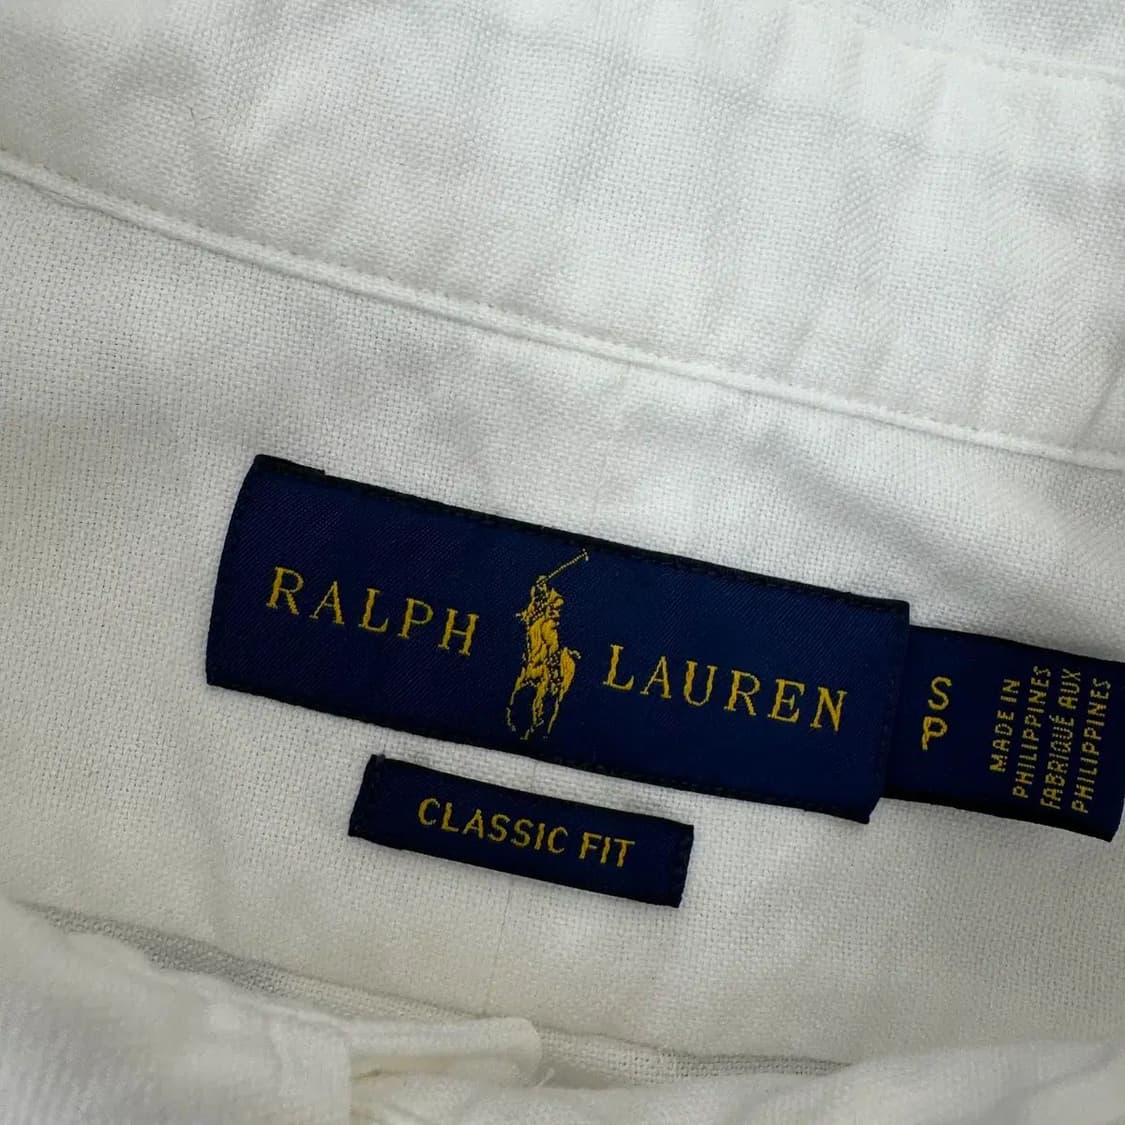 RALPH LAUREN
CLASSIC FIT
S
P
MADE IN
PHILIPPINES
FABRIQUÉ AUX
PHILIPPINES